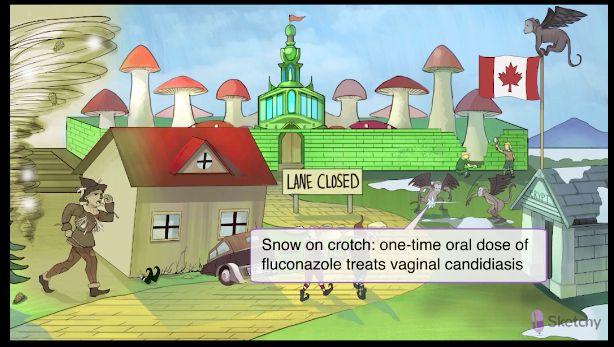 LANE CLOSED
Snow on crotch: one-time oral dose of
fluconazole treats vaginal candidiasis
Sketchy